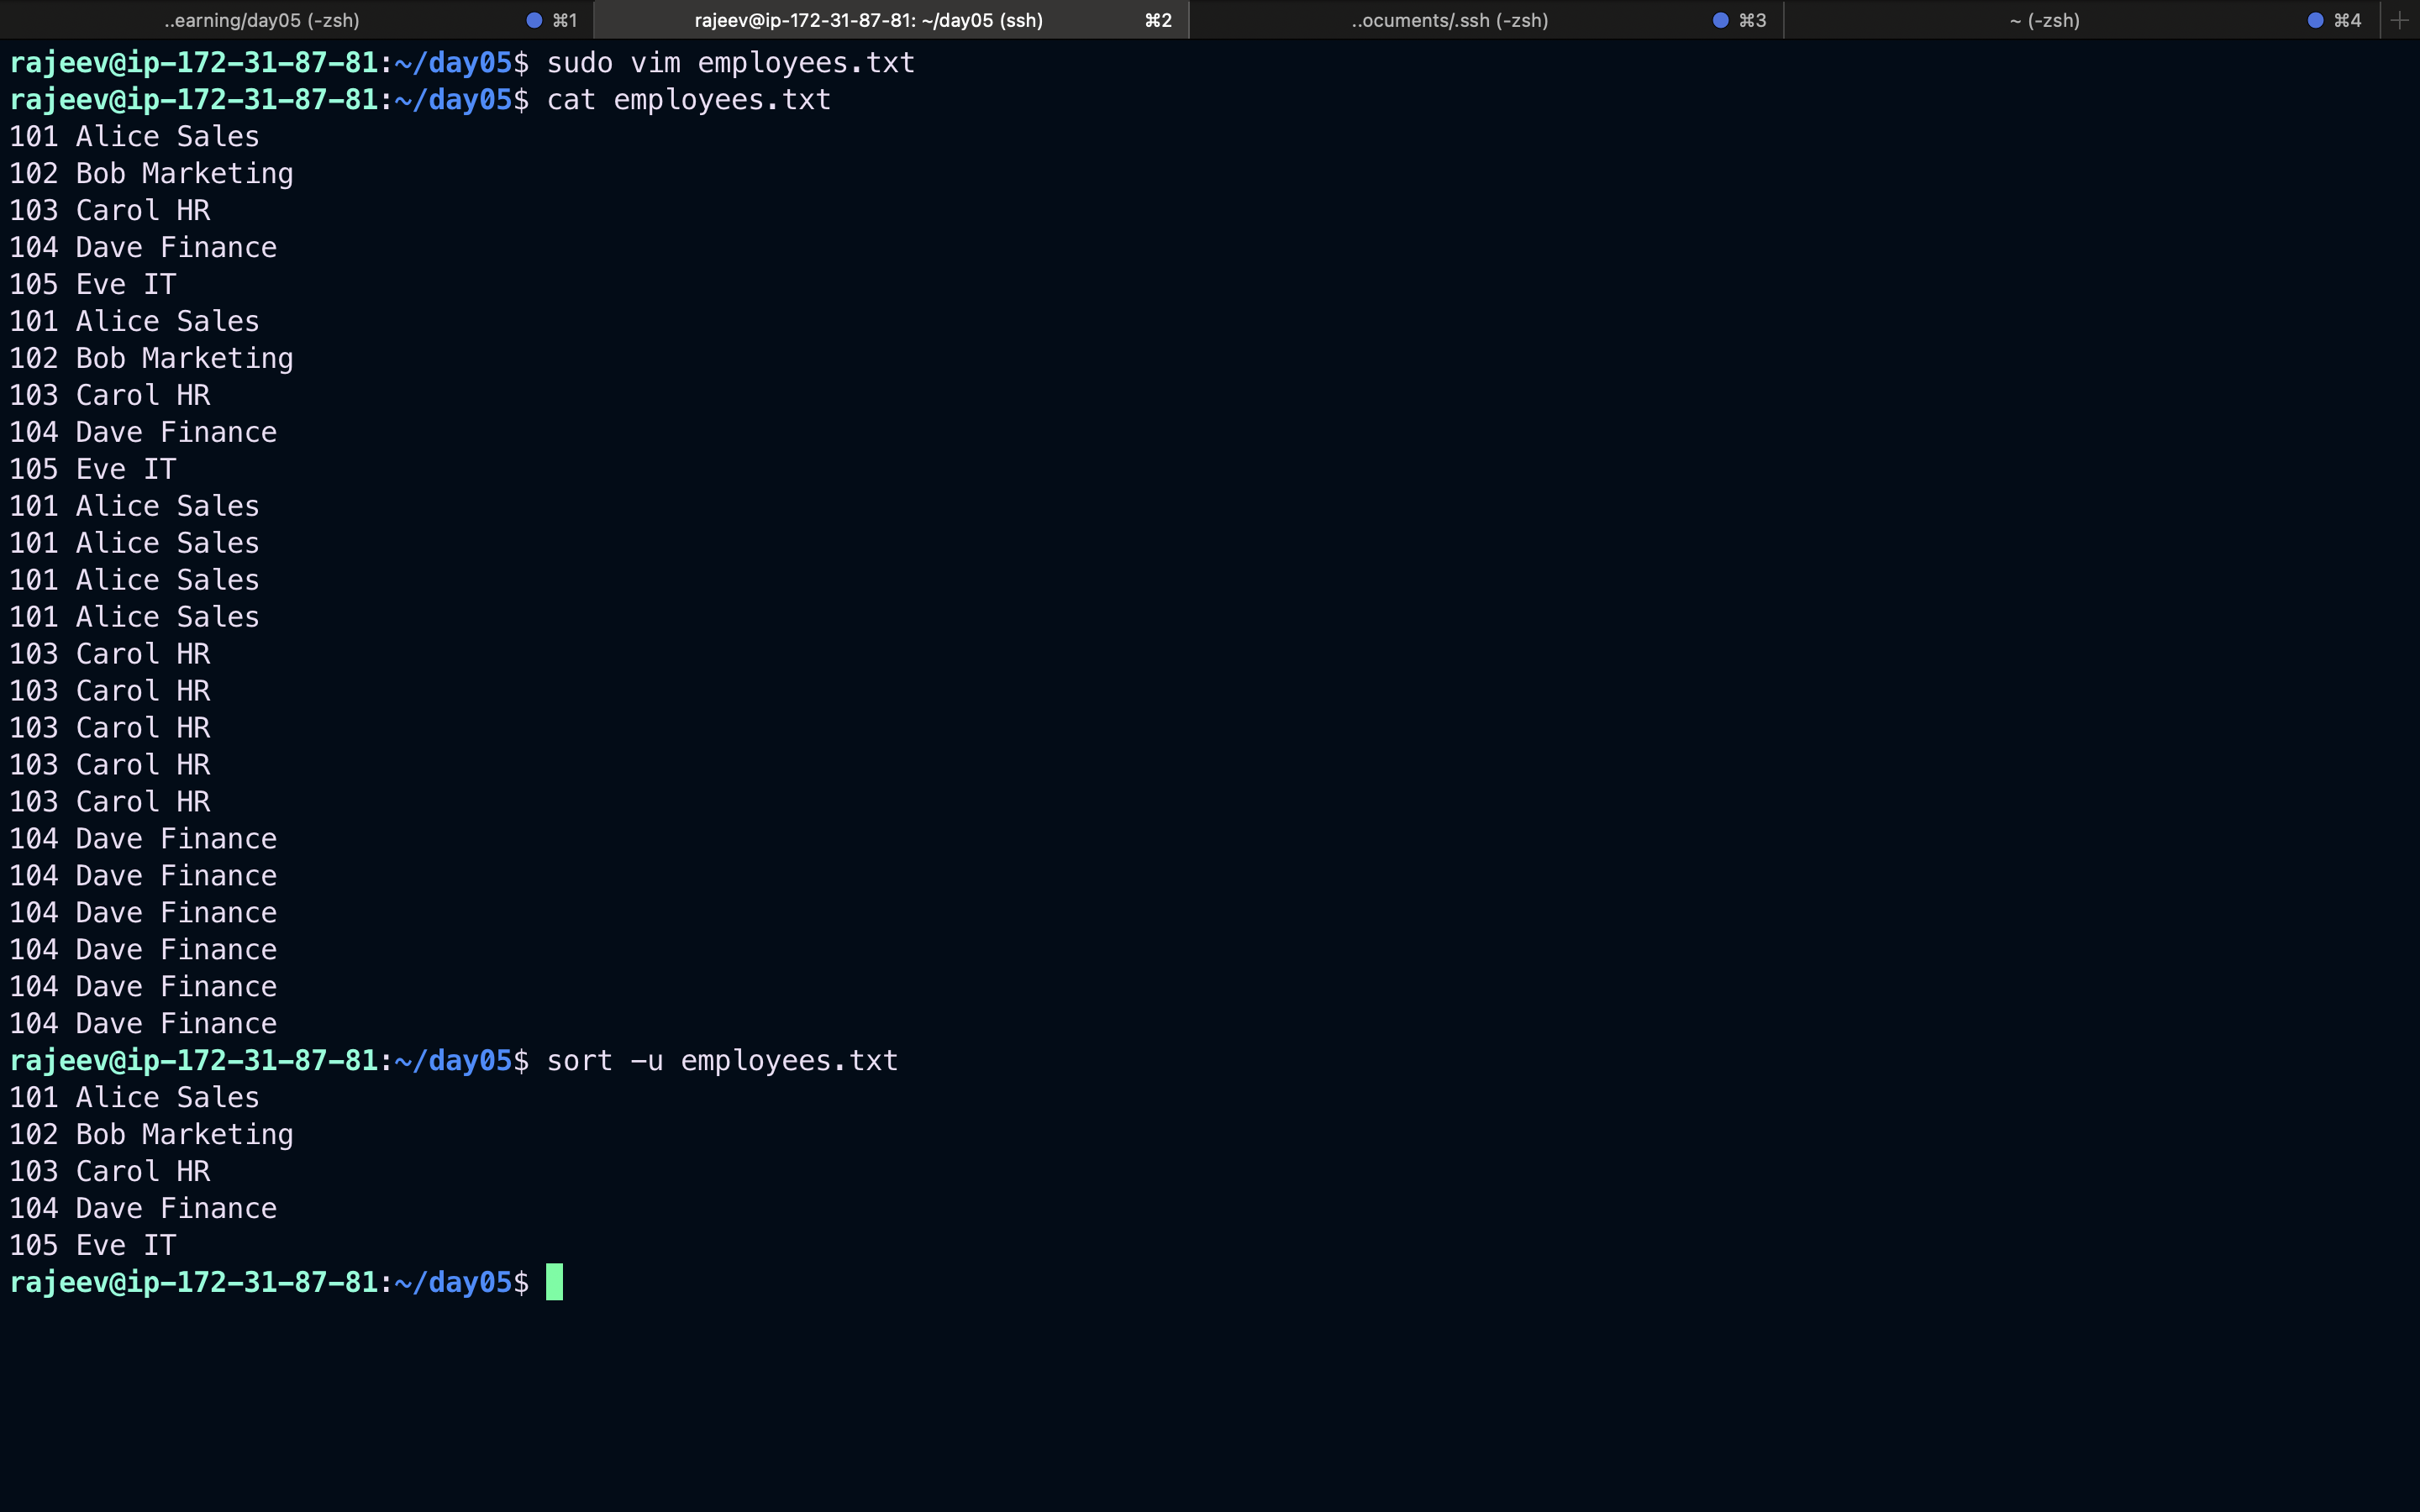 ..earning/day05 (-zsh) ⌘1 rajeev@ip-172-31-87-81: ~/day05 (ssh) ⌘2 ..ocuments/.ssh (-zsh) ⌘3 ~ (-zsh) ⌘4 +
rajeev@ip-172-31-87-81:~/day05$ sudo vim employees.txt
rajeev@ip-172-31-87-81:~/day05$ cat employees.txt
101 Alice Sales
102 Bob Marketing
103 Carol HR
104 Dave Finance
105 Eve IT
101 Alice Sales
102 Bob Marketing
103 Carol HR
104 Dave Finance
105 Eve IT
101 Alice Sales
101 Alice Sales
101 Alice Sales
101 Alice Sales
103 Carol HR
103 Carol HR
103 Carol HR
103 Carol HR
103 Carol HR
104 Dave Finance
104 Dave Finance
104 Dave Finance
104 Dave Finance
104 Dave Finance
104 Dave Finance
rajeev@ip-172-31-87-81:~/day05$ sort -u employees.txt
101 Alice Sales
102 Bob Marketing
103 Carol HR
104 Dave Finance
105 Eve IT
rajeev@ip-172-31-87-81:~/day05$